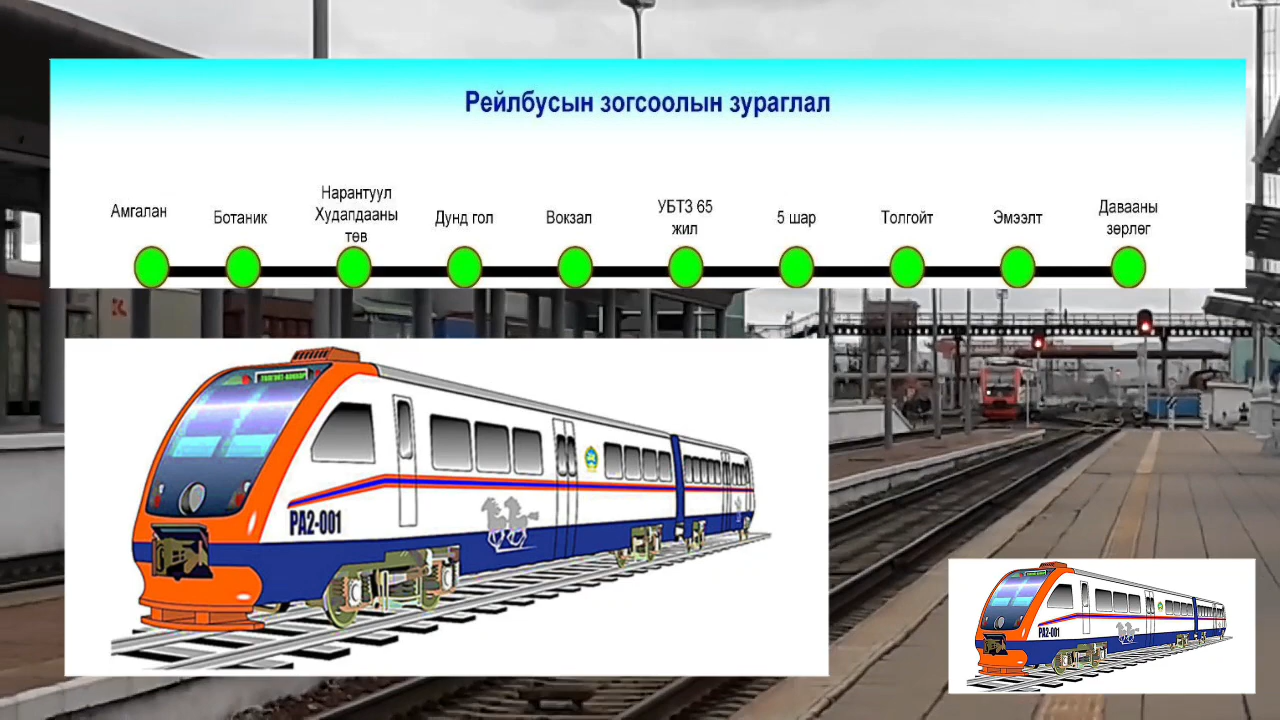 Рейлбусын зогсоолын зураглал
Амгалан
Ботаник
Нарантуул
Худалдааны
төв
Дунд гол
Вокзал
УБТЗ 65
жил
5 шар
Толгойт
Эмээлт
Давааны
зөрлөг
РА2-001
РА2-001